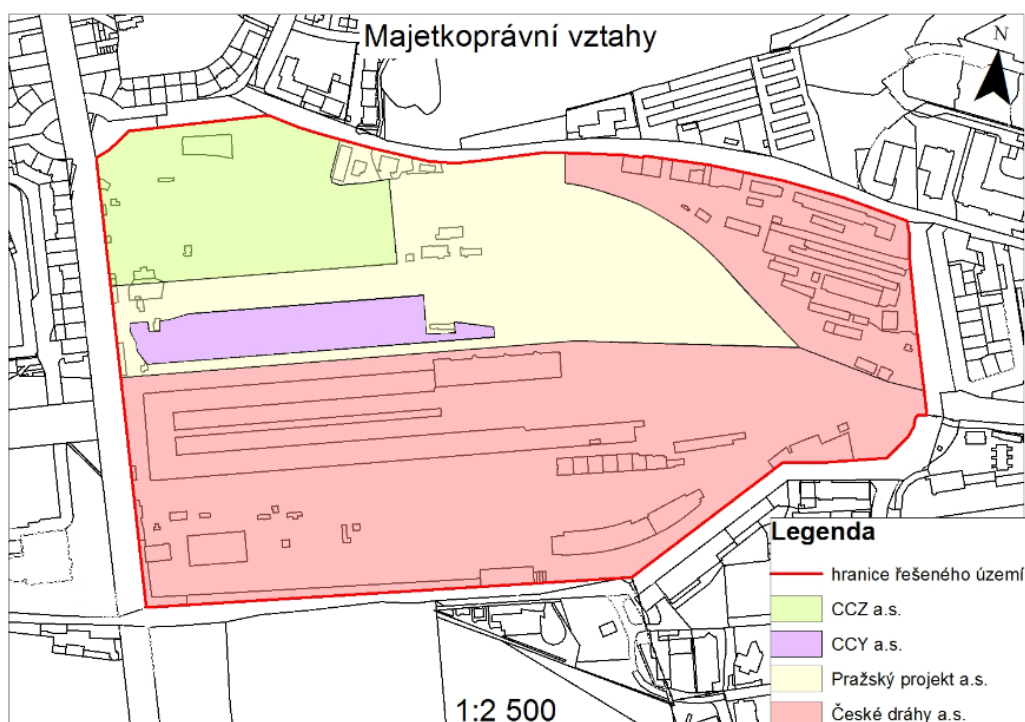 Majetkoprávní vztahy
N
Legenda
hranice řešeného území
CCZ a.s.
CCY a.s.
Pražský projekt a.s.
České dráhy a.s.
1:2 500